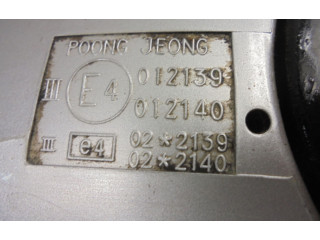 POONG JEONG
III E4 012139
012140
III e4 02*2139
02*2140